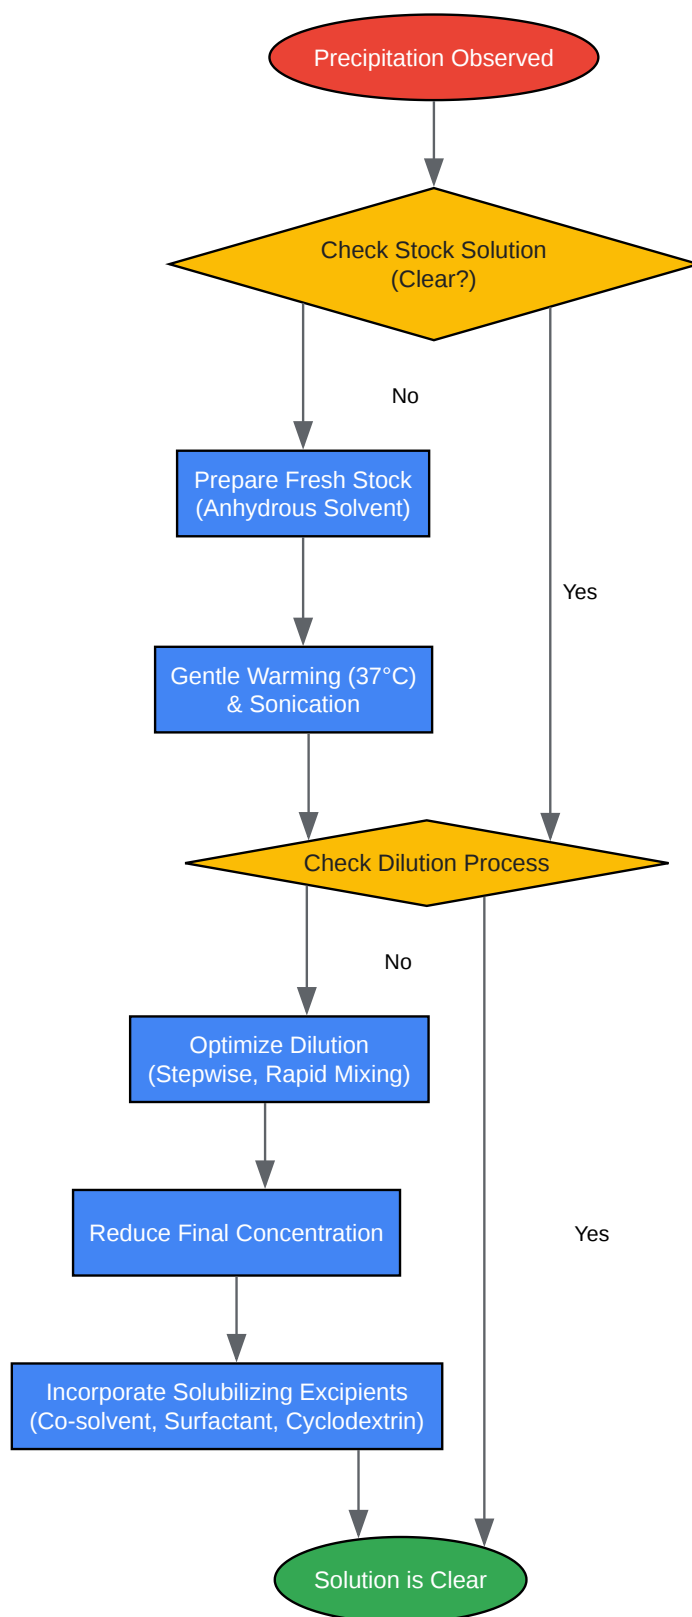 Precipitation Observed
Check Stock Solution
(Clear?)
No
Prepare Fresh Stock
(Anhydrous Solvent)
Yes
Gentle Warming (37°C)
& Sonication
Check Dilution Process
No
Optimize Dilution
(Stepwise, Rapid Mixing)
Reduce Final Concentration
Yes
Incorporate Solubilizing Excipients
(Co-solvent, Surfactant, Cyclodextrin)
Solution is Clear